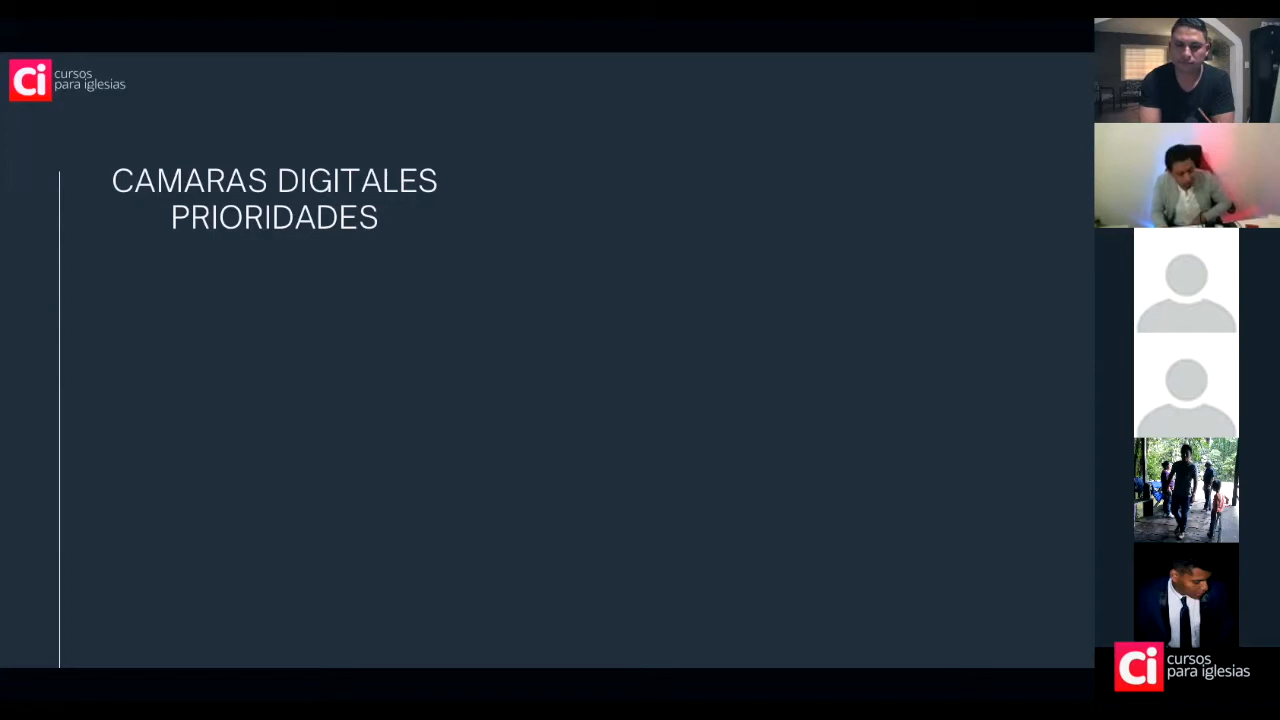 Ci cursos
para iglesias
CAMARAS DIGITALES
PRIORIDADES
Ci cursos
para iglesias